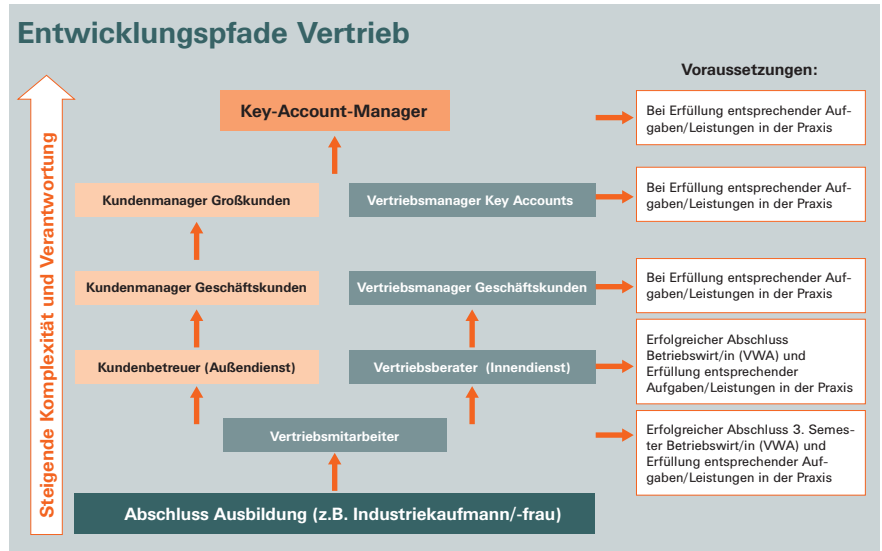 Entwicklungspfade Vertrieb
Steigende Komplexität und Verantwortung
Voraussetzungen:
Key-Account-Manager
Bei Erfüllung entsprechender Auf-
gaben/Leistungen in der Praxis
Kundenmanager Großkunden
Vertriebsmanager Key Accounts
Bei Erfüllung entsprechender Auf-
gaben/Leistungen in der Praxis
Kundenmanager Geschäftskunden
Vertriebsmanager Geschäftskunden
Bei Erfüllung entsprechender Auf-
gaben/Leistungen in der Praxis
Kundenbetreuer (Außendienst)
Vertriebsberater (Innendienst)
Erfolgreicher Abschluss
Betriebswirt/in (VWA) und
Erfüllung entsprechender
Aufgaben/Leistungen in der Praxis
Vertriebsmitarbeiter
Erfolgreicher Abschluss 3. Semes-
ter Betriebswirt/in (VWA) und
Erfüllung entsprechender Auf-
gaben/Leistungen in der Praxis
Abschluss Ausbildung (z.B. Industriekaufmann/-frau)